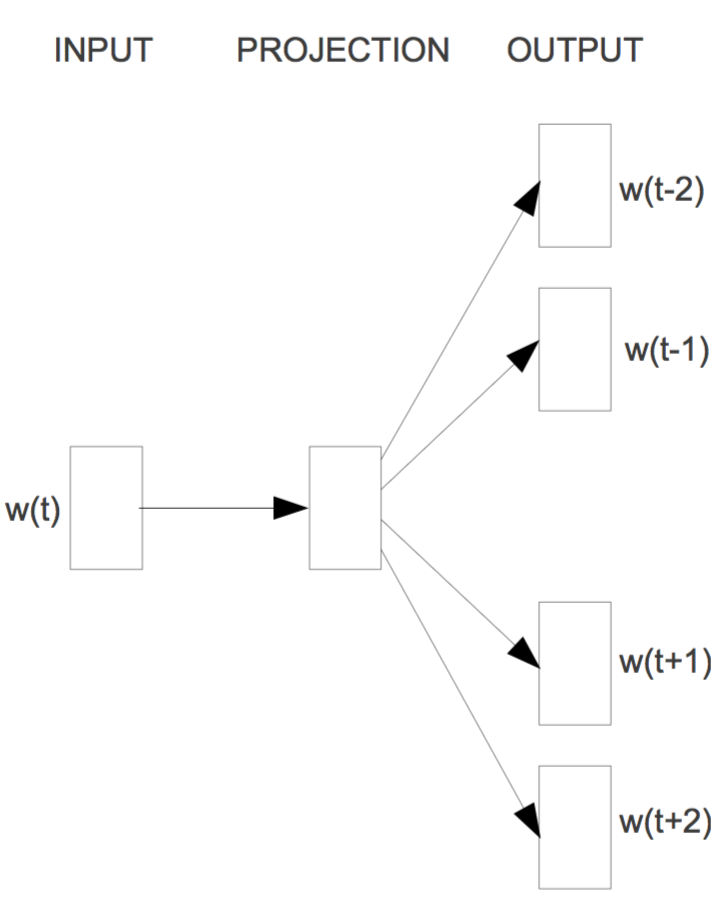 INPUT PROJECTION OUTPUT
w(t-2)
w(t-1)
w(t)
w(t+1)
w(t+2)